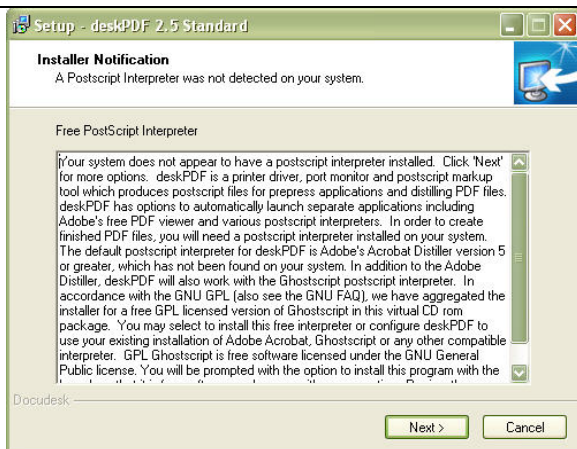 Setup - deskPDF 2.5 Standard
Installer Notification
A Postscript Interpreter was not detected on your system.
Free PostScript Interpreter
Your system does not appear to have a postscript interpreter installed. Click 'Next'
for more options. deskPDF is a printer driver, port monitor and postscript markup
tool which produces postscript files for prepress applications and distilling PDF files.
deskPDF has options to automatically launch separate applications including
Adobe's free PDF viewer and various postscript interpreters. In order to create
finished PDF files, you will need a postscript interpreter installed on your system.
The default postscript interpreter for deskPDF is Adobe's Acrobat Distiller version 5
or greater, which has not been found on your system. In addition to the Adobe
Distiller, deskPDF will also work with the Ghostscript postscript interpreter. In
accordance with the GNU GPL (also see the GNU FAQ), we have aggregated the
installer for a free GPL licensed version of Ghostscript in this virtual CD rom
package. You may select to install this free interpreter or configure deskPDF to
use your existing installation of Adobe Acrobat, Ghostscript or any other compatible
interpreter. GPL Ghostscript is free software licensed under the GNU General
Public license. You will be prompted with the option to install this program with the
Docudesk
Next >
Cancel